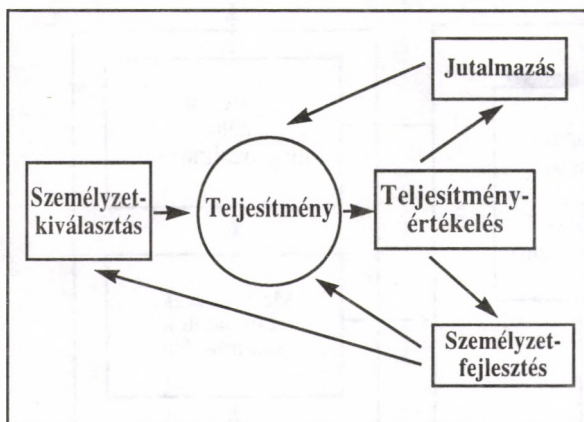 Jutalmazás
Személyzet-
kiválasztás
Teljesítmény
Teljesítmény-
értékelés
Személyzet-
fejlesztés